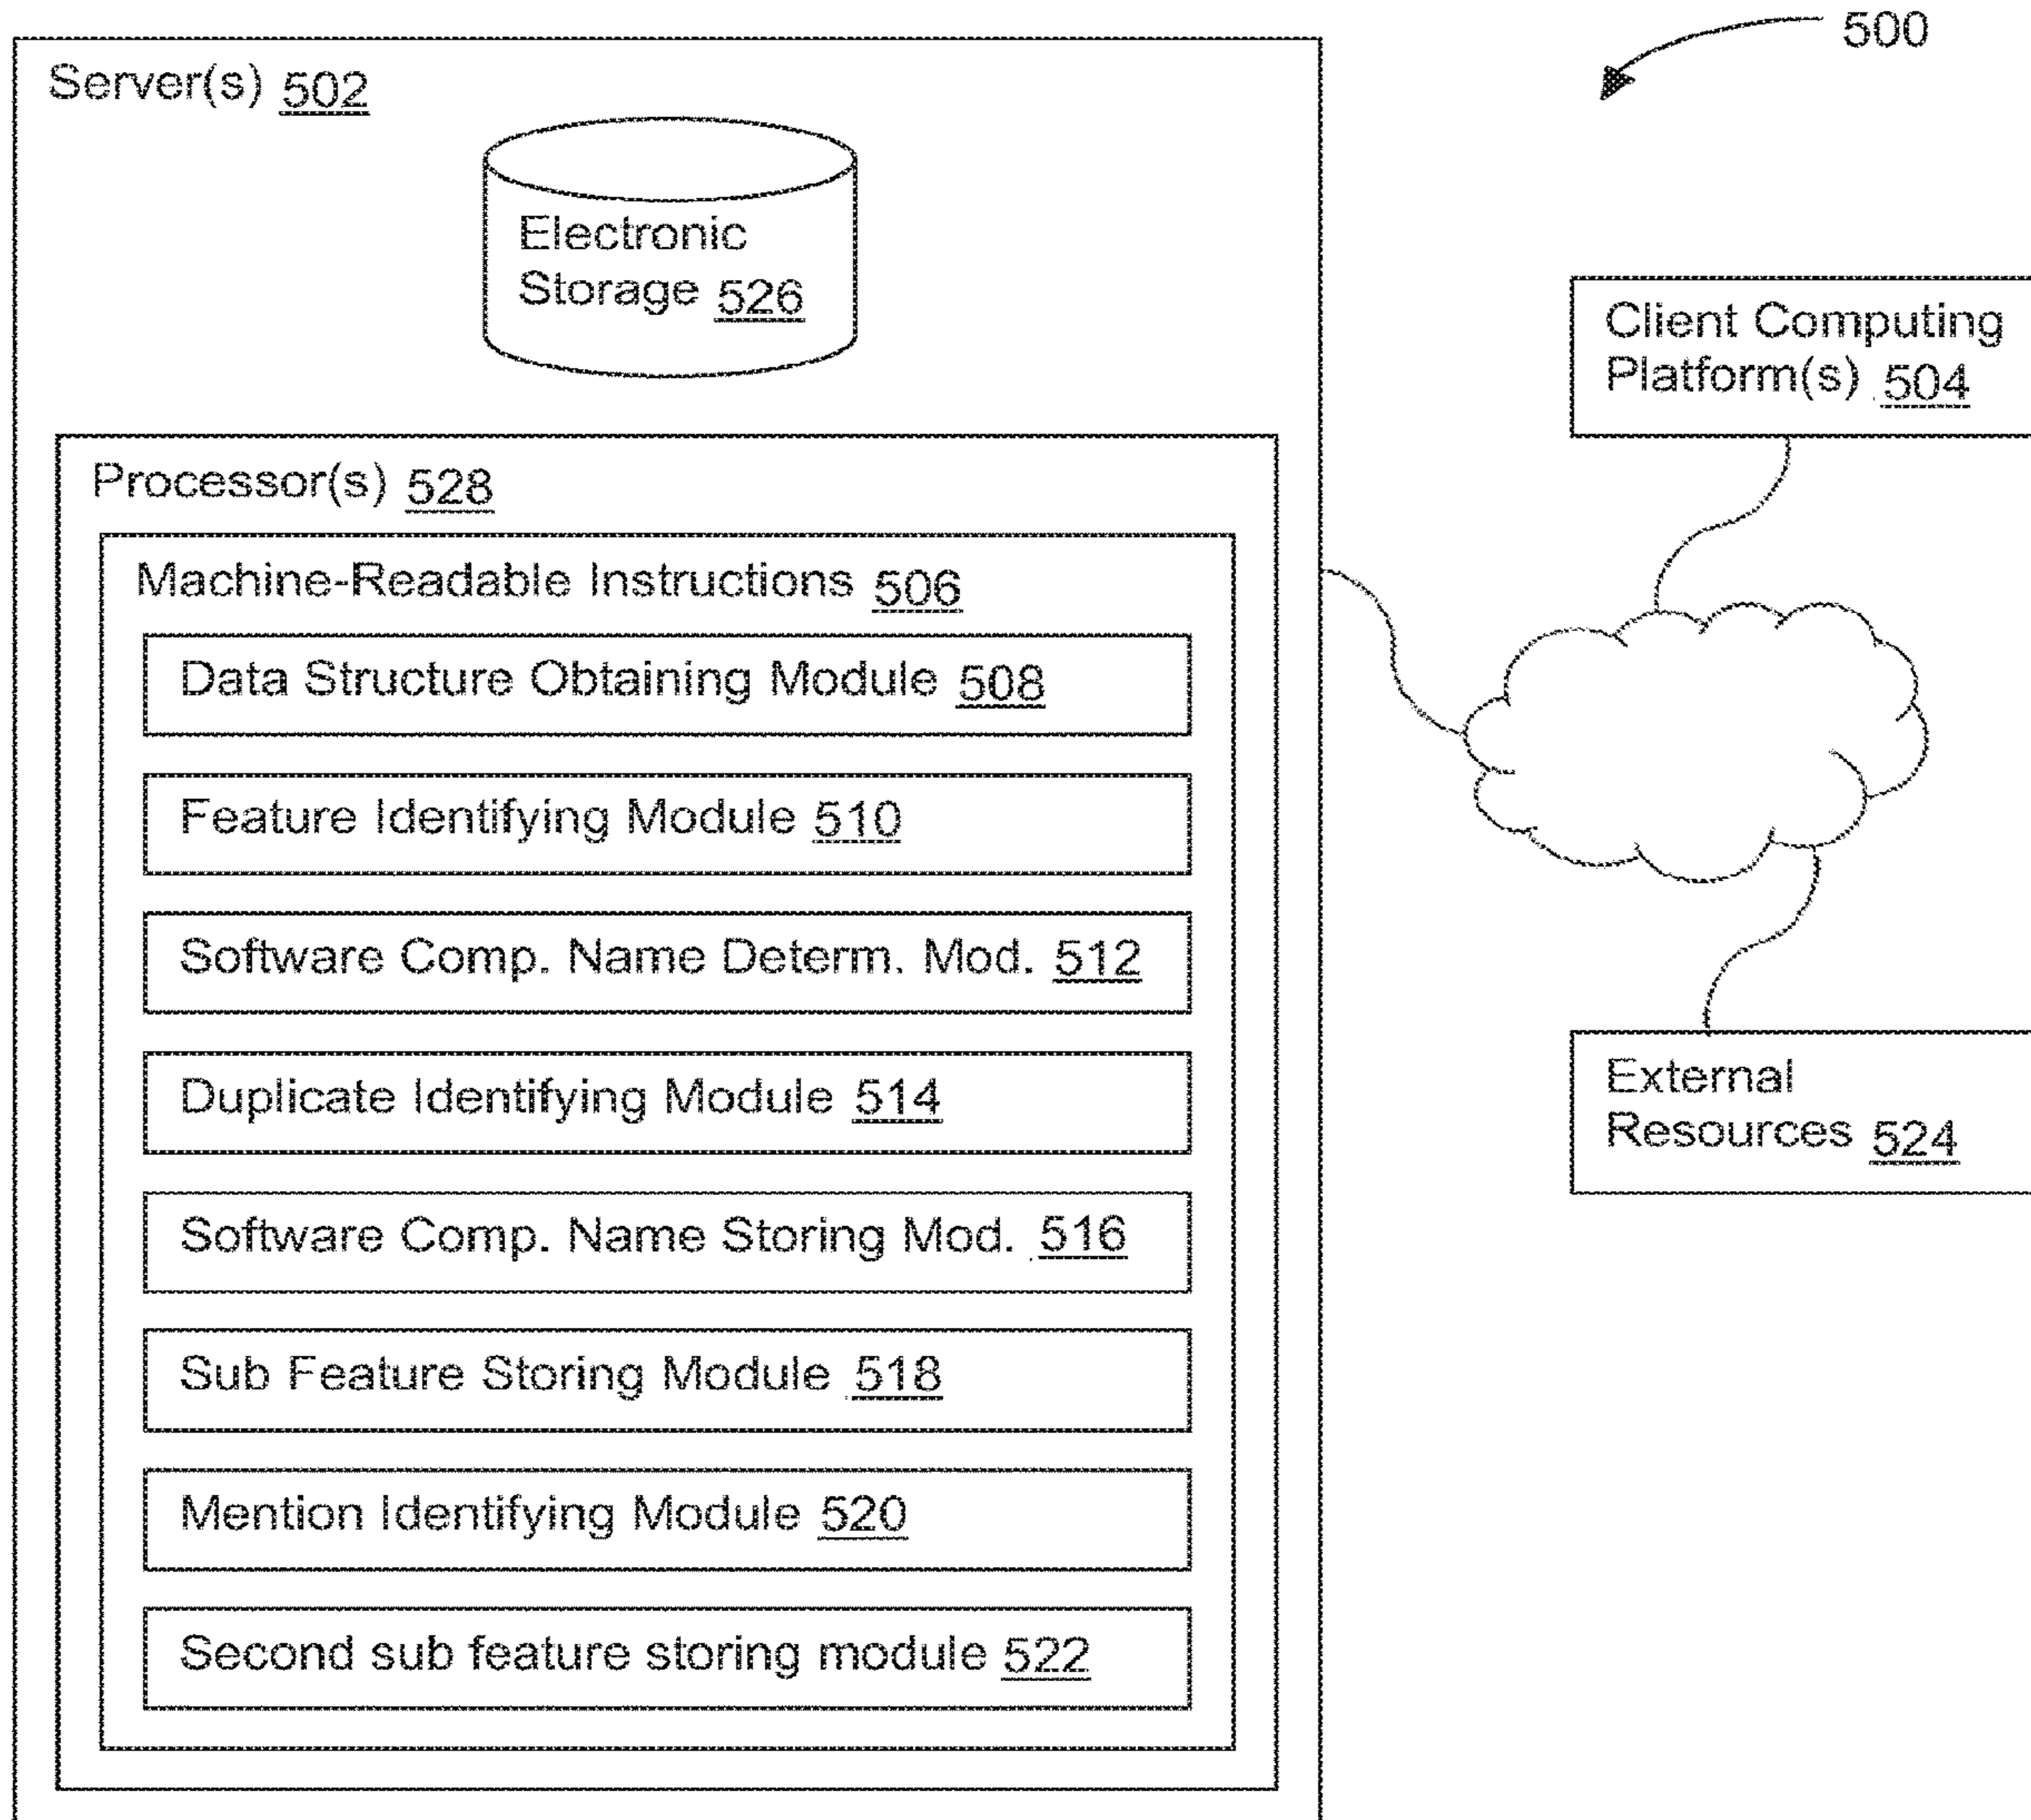 500
Server(s) 502
Electronic
Storage 526
Client Computing
Platform(s) 504
Processor(s) 528
Machine-Readable Instructions 506
Data Structure Obtaining Module 508
Feature Identifying Module 510
Software Comp. Name Determ. Mod. 512
Duplicate Identifying Module 514
External
Resources 524
Software Comp. Name Storing Mod. 516
Sub Feature Storing Module 518
Mention Identifying Module 520
Second sub feature storing module 522